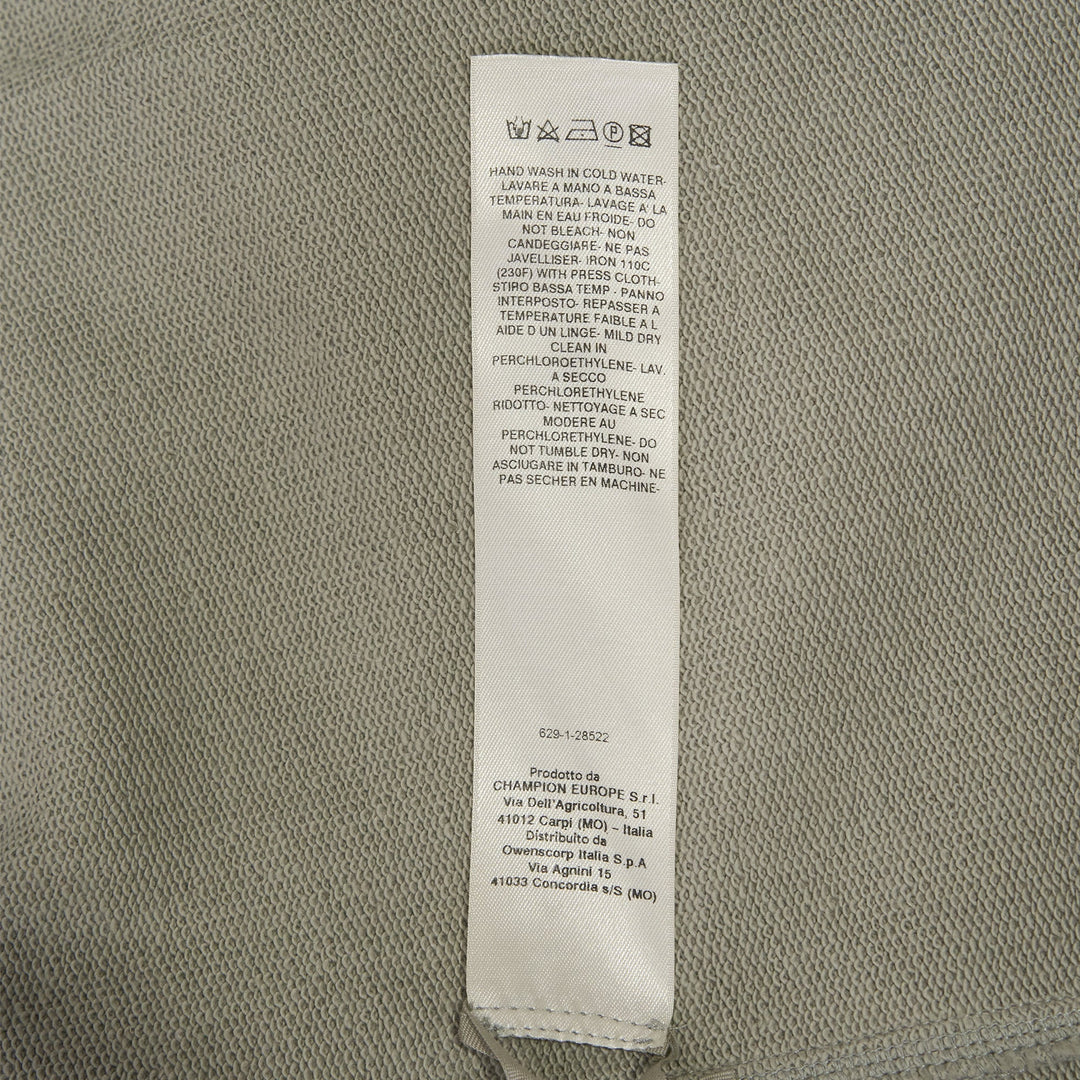 HAND WASH IN COLD WATER-
LAVARE A MANO A BASSA
TEMPERATURA- LAVAGE A' LA
MAIN EN EAU FROIDE- DO
NOT BLEACH- NON
CANDEGGIARE- NE PAS
JAVELLISER- IRON 110C
(230F) WITH PRESS CLOTH-
STIRO BASSA TEMP - PANNO
INTERPOSTO- REPASSER A
TEMPERATURE FAIBLE A L
AIDE D UN LINGE- MILD DRY
CLEAN IN
PERCHLOROETHYLENE- LAV.
A SECCO
PERCHLORETHYLENE
RIDOTTO- NETTOYAGE A SEC
MODERE AU
PERCHLORETHYLENE- DO
NOT TUMBLE DRY- NON
ASCIUGARE IN TAMBURO- NE
PAS SECHER EN MACHINE-
629-1-28522
Prodotto da
CHAMPION EUROPE S.r.l.
Via Dell'Agricoltura, 51
41012 Carpi (MO) - Italia
Distribuito da
Owenscorp Italia S.p.A
Via Agnini 15
41033 Concordia s/S (MO)